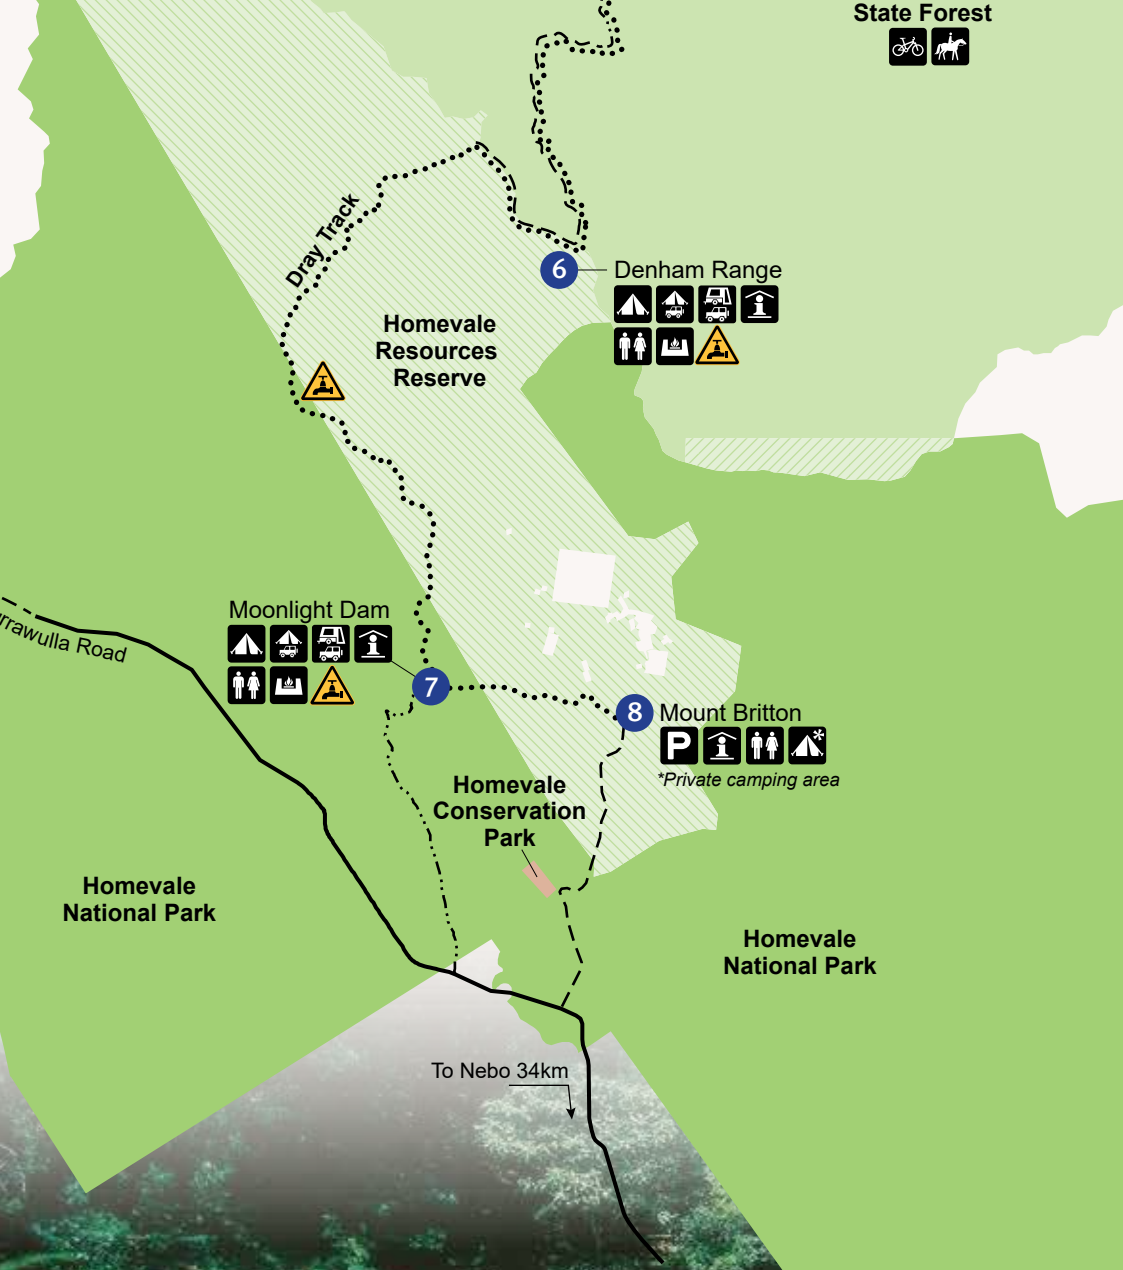 State Forest
Dray Track
6
Denham Range
Homevale
Resources
Reserve
Moonlight Dam
Road
7
8
Mount Britton
P
*
*Private camping area
Homevale
Conservation
Park
Homevale
National Park
Homevale
National Park
To Nebo 34km